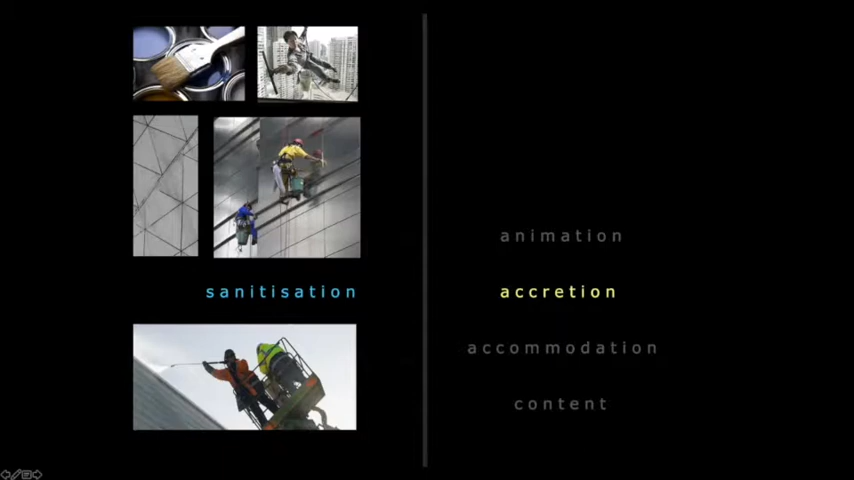 sanitisation
animation
accretion
accommodation
content